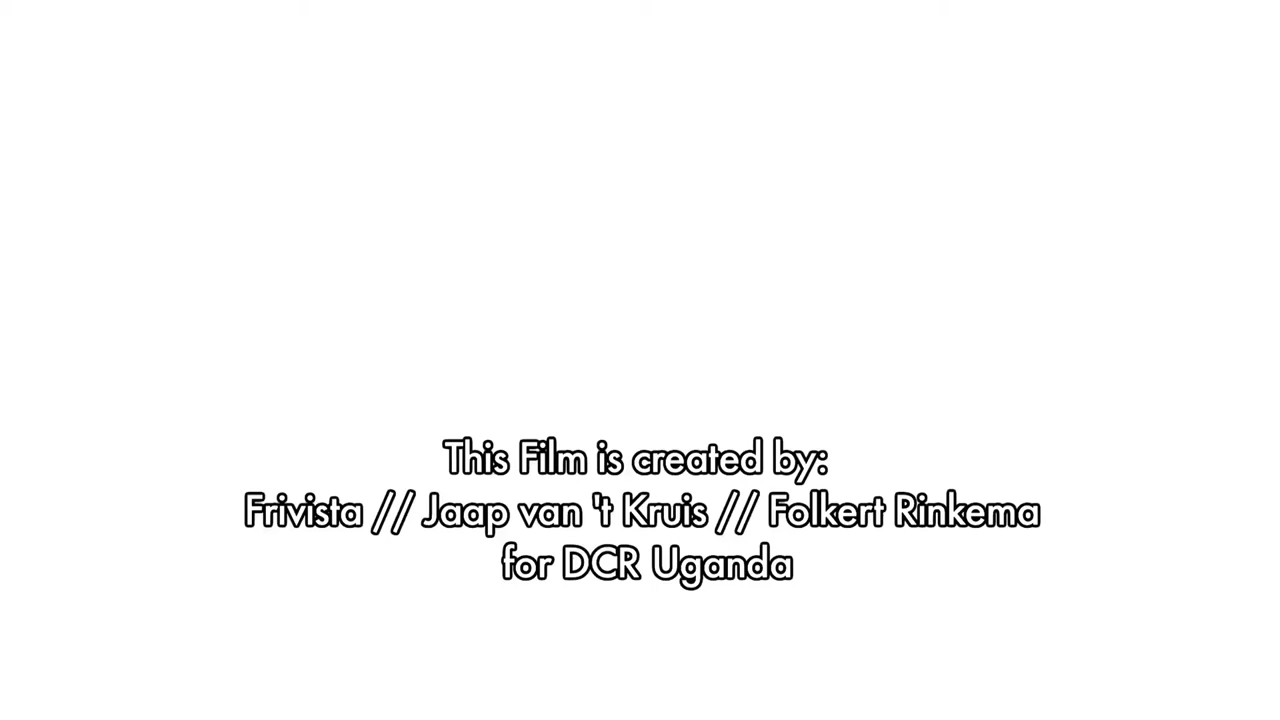 This Film is created by:
Frivista // Jaap van 't Kruis // Folkert Rinkema
for DCR Uganda